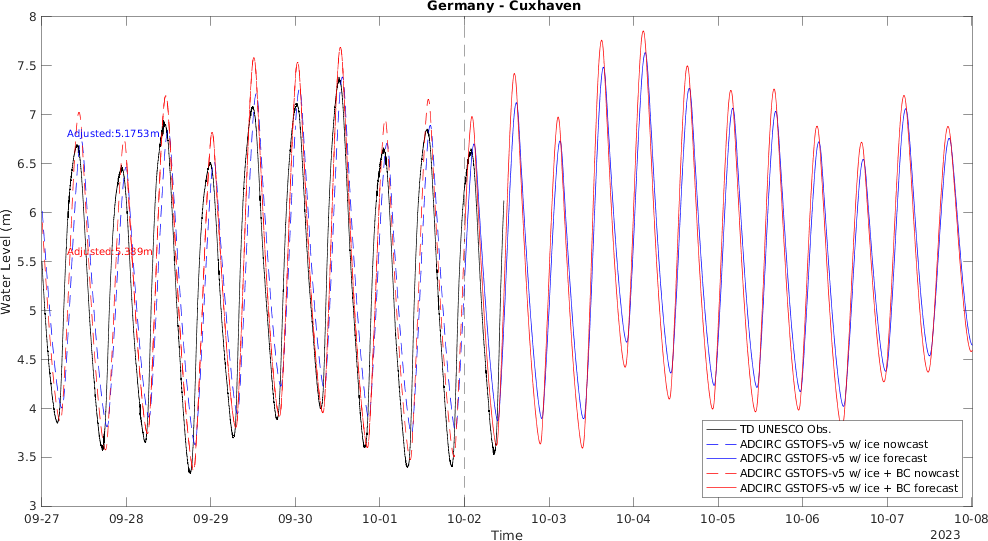 Germany - Cuxhaven
8
7.5
7
6.5
6
5.5
5
4.5
4
3.5
3
Water Level (m)
Adjusted:5.1753m
Adjusted:5.339m
TD UNESCO Obs.
ADCIRC GSTOFS-v5 w/ ice nowcast
ADCIRC GSTOFS-v5 w/ ice forecast
ADCIRC GSTOFS-v5 w/ ice + BC nowcast
ADCIRC GSTOFS-v5 w/ ice + BC forecast
09-27 09-28 09-29 09-30 10-01 10-02 10-03 10-04 10-05 10-06 10-07 10-08
Time
2023